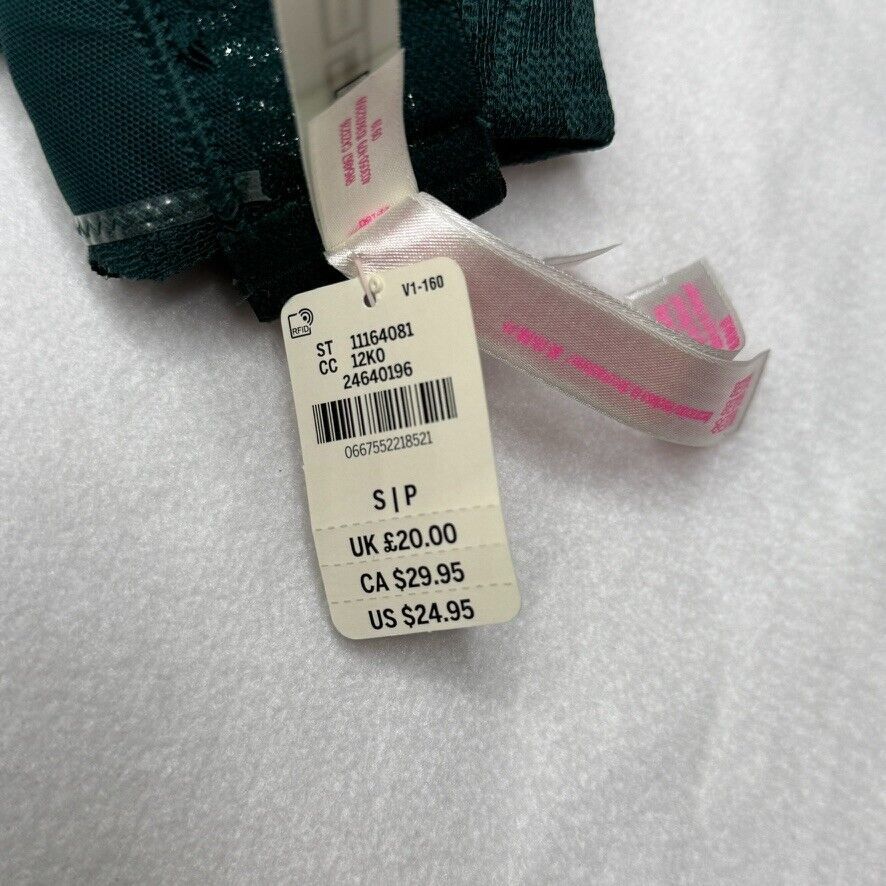 V1-160
RFID
ST 11164081
CC 12K0
24640196
0667552218521
S | P
UK £20.00
CA $29.95
US $24.95